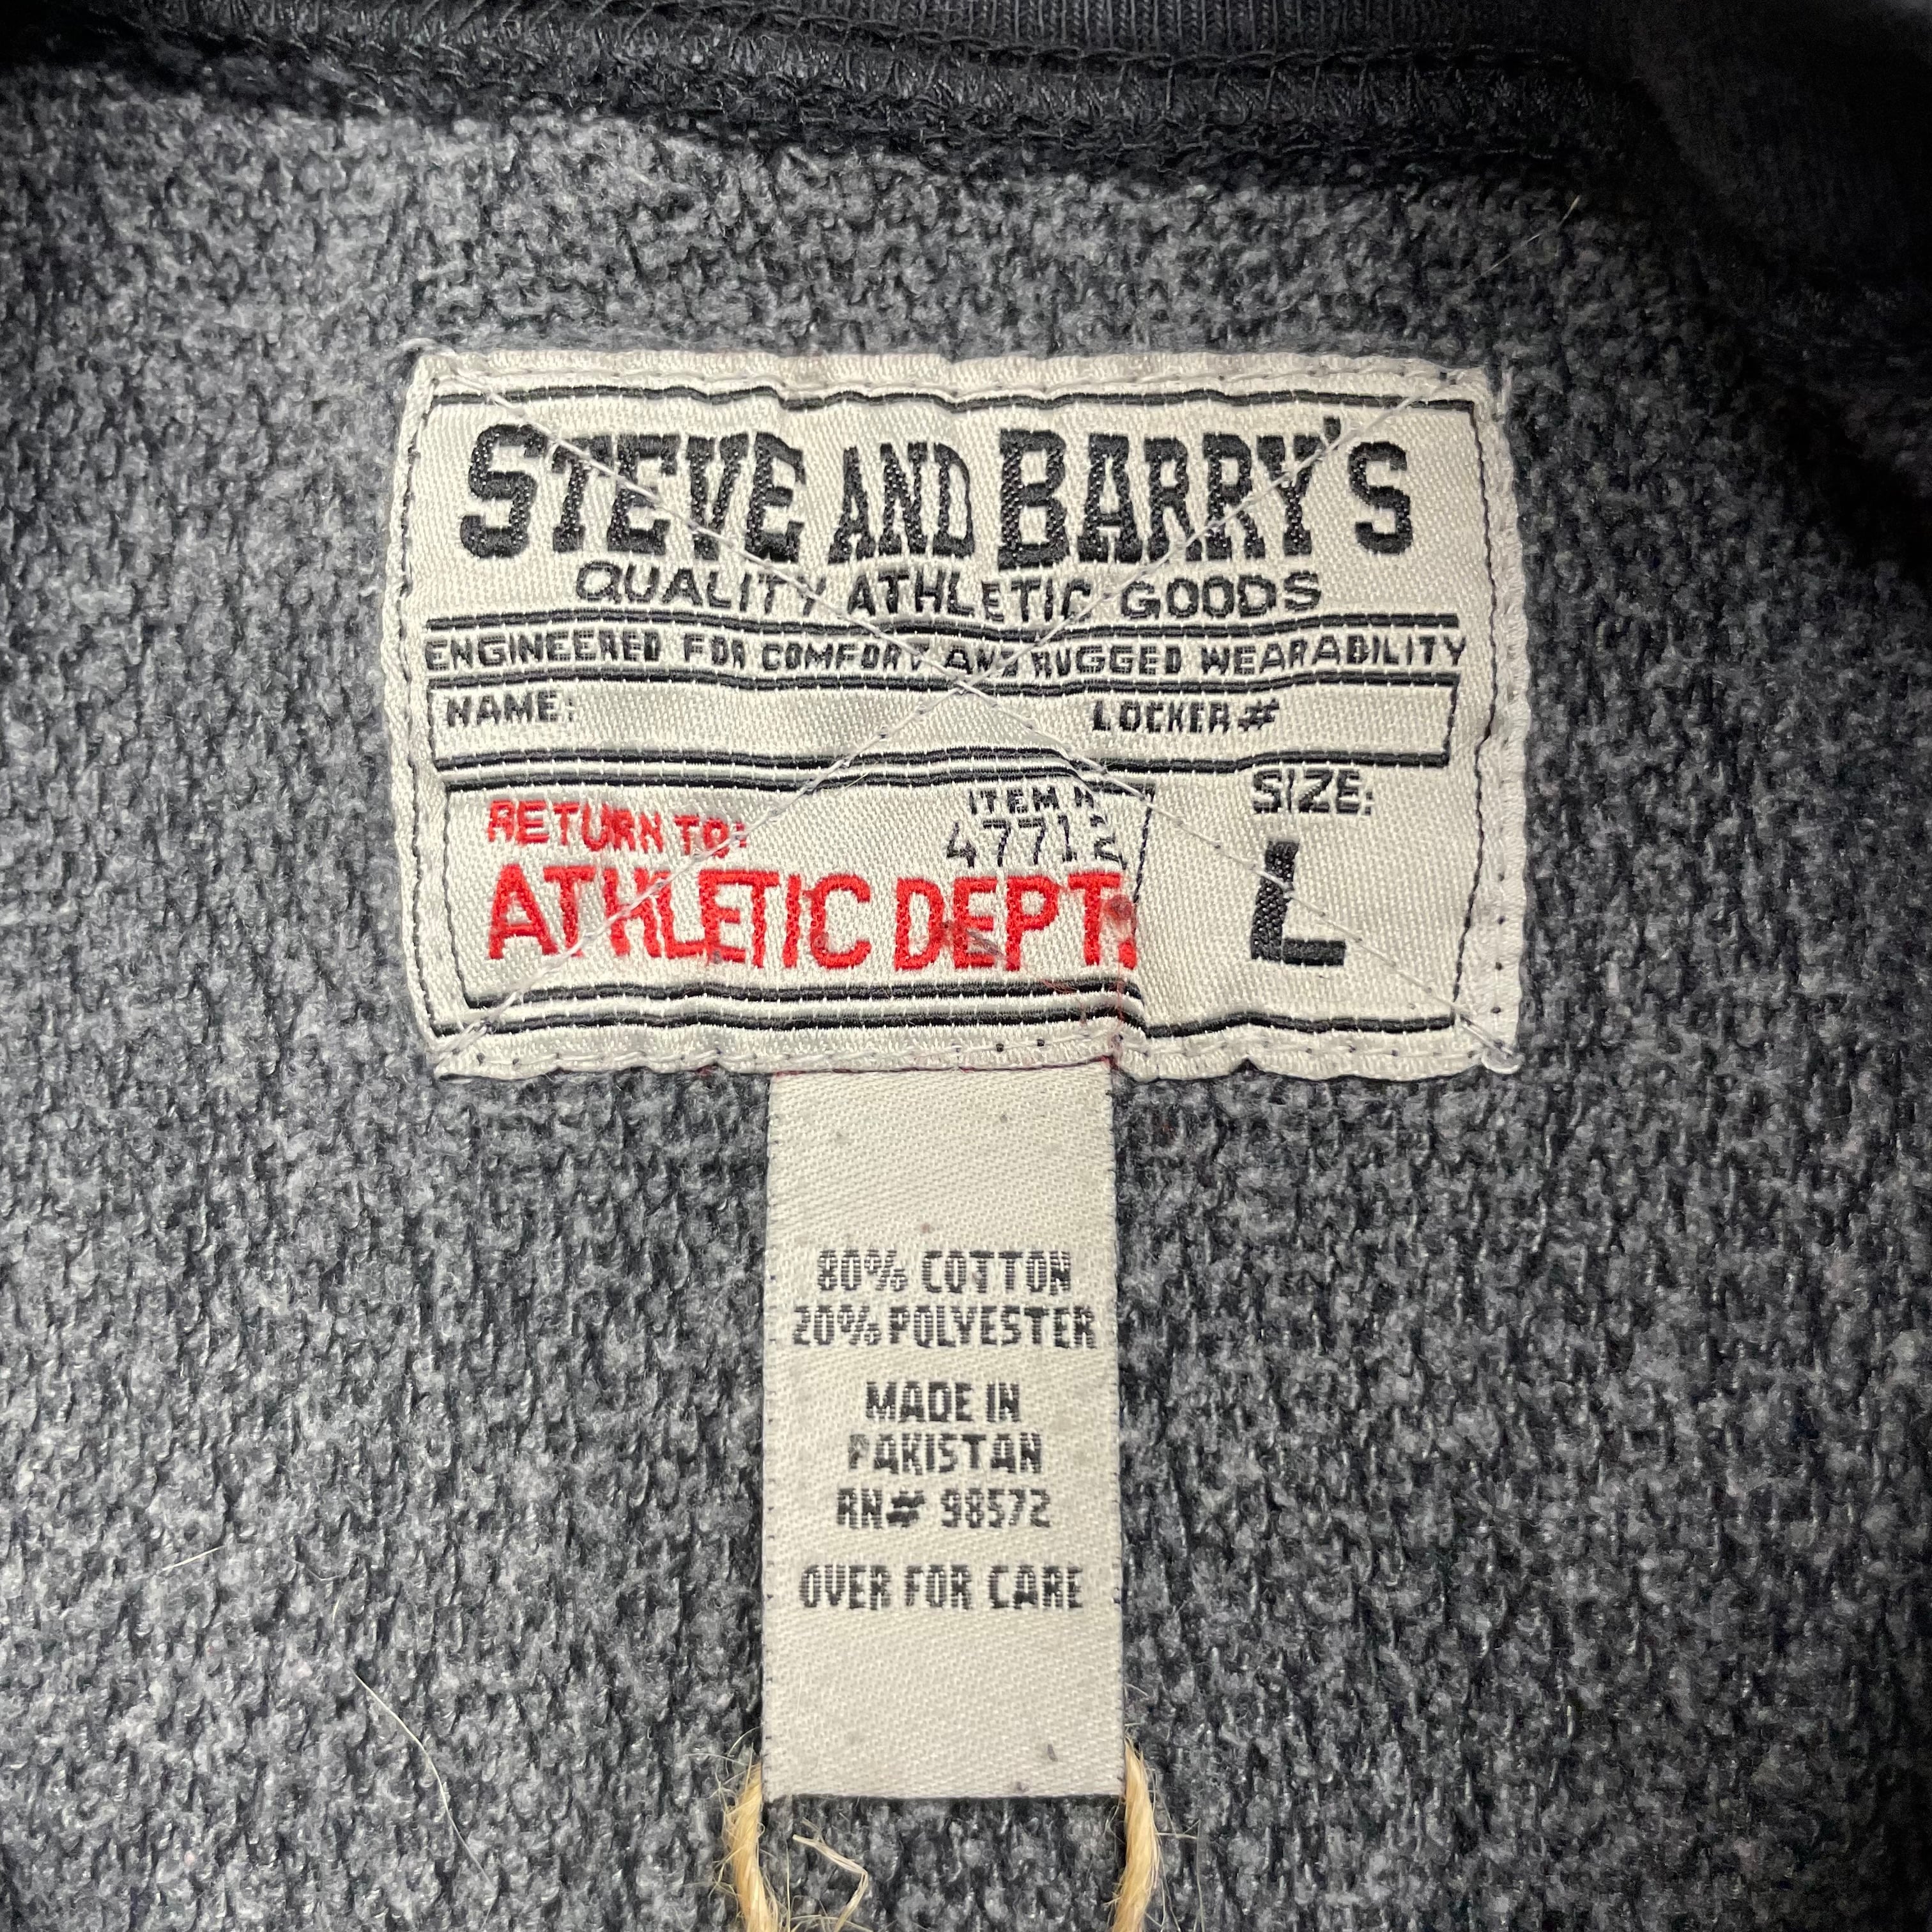 STEVE AND BARRY'S
QUALITY ATHLETIC GOODS
ENGINEERED FOR COMFORT AND RUGGED WEARABILITY
NAME: LOCKER#
RETURN TO: ITEM # SIZE:
47712
ATHLETIC DEPT. L
80% COTTON
20% POLYESTER
MADE IN
PAKISTAN
RN# 98572
OVER FOR CARE